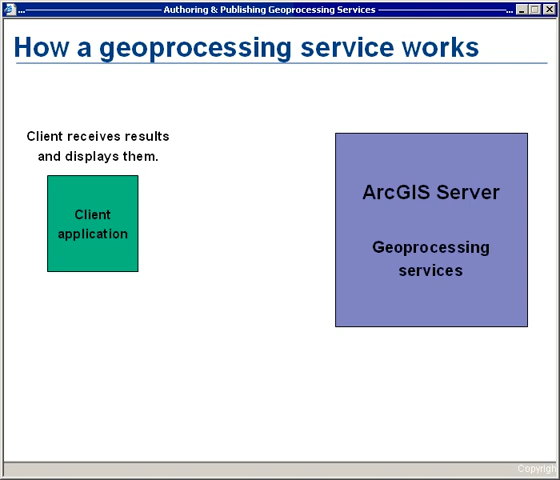 ... Authoring & Publishing Geoprocessing Services ...
How a geoprocessing service works
Client receives results
and displays them.
Client
application
ArcGIS Server
Geoprocessing
services
Copyrigh